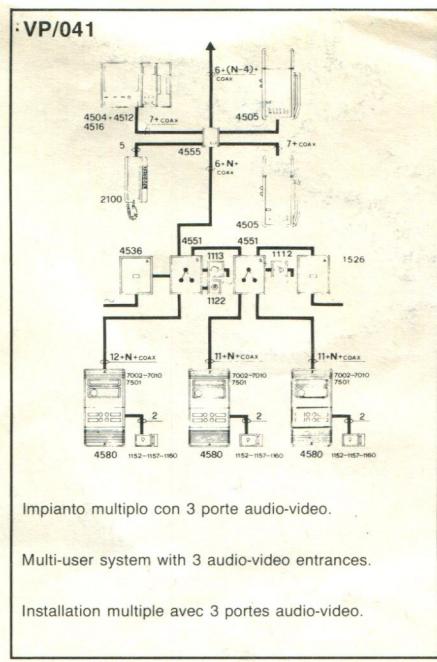 VP/041
6+(N-4)+
COAX
4504+4512
4516
7+COAX
4505
5
4555
7+COAX
6+N+
COAX
2100
4505
4536
4551
1113
4551
1112
1526
1122
12+N+COAX
11+N+COAX
11+N+COAX
7002-7010
7501
7002-7010
7501
7002-7010
7501
2
2
2
4580
1152-1157-1160
4580
1152-1157-1160
4580
1152-1157-1160
Impianto multiplo con 3 porte audio-video.
Multi-user system with 3 audio-video entrances.
Installation multiple avec 3 portes audio-video.